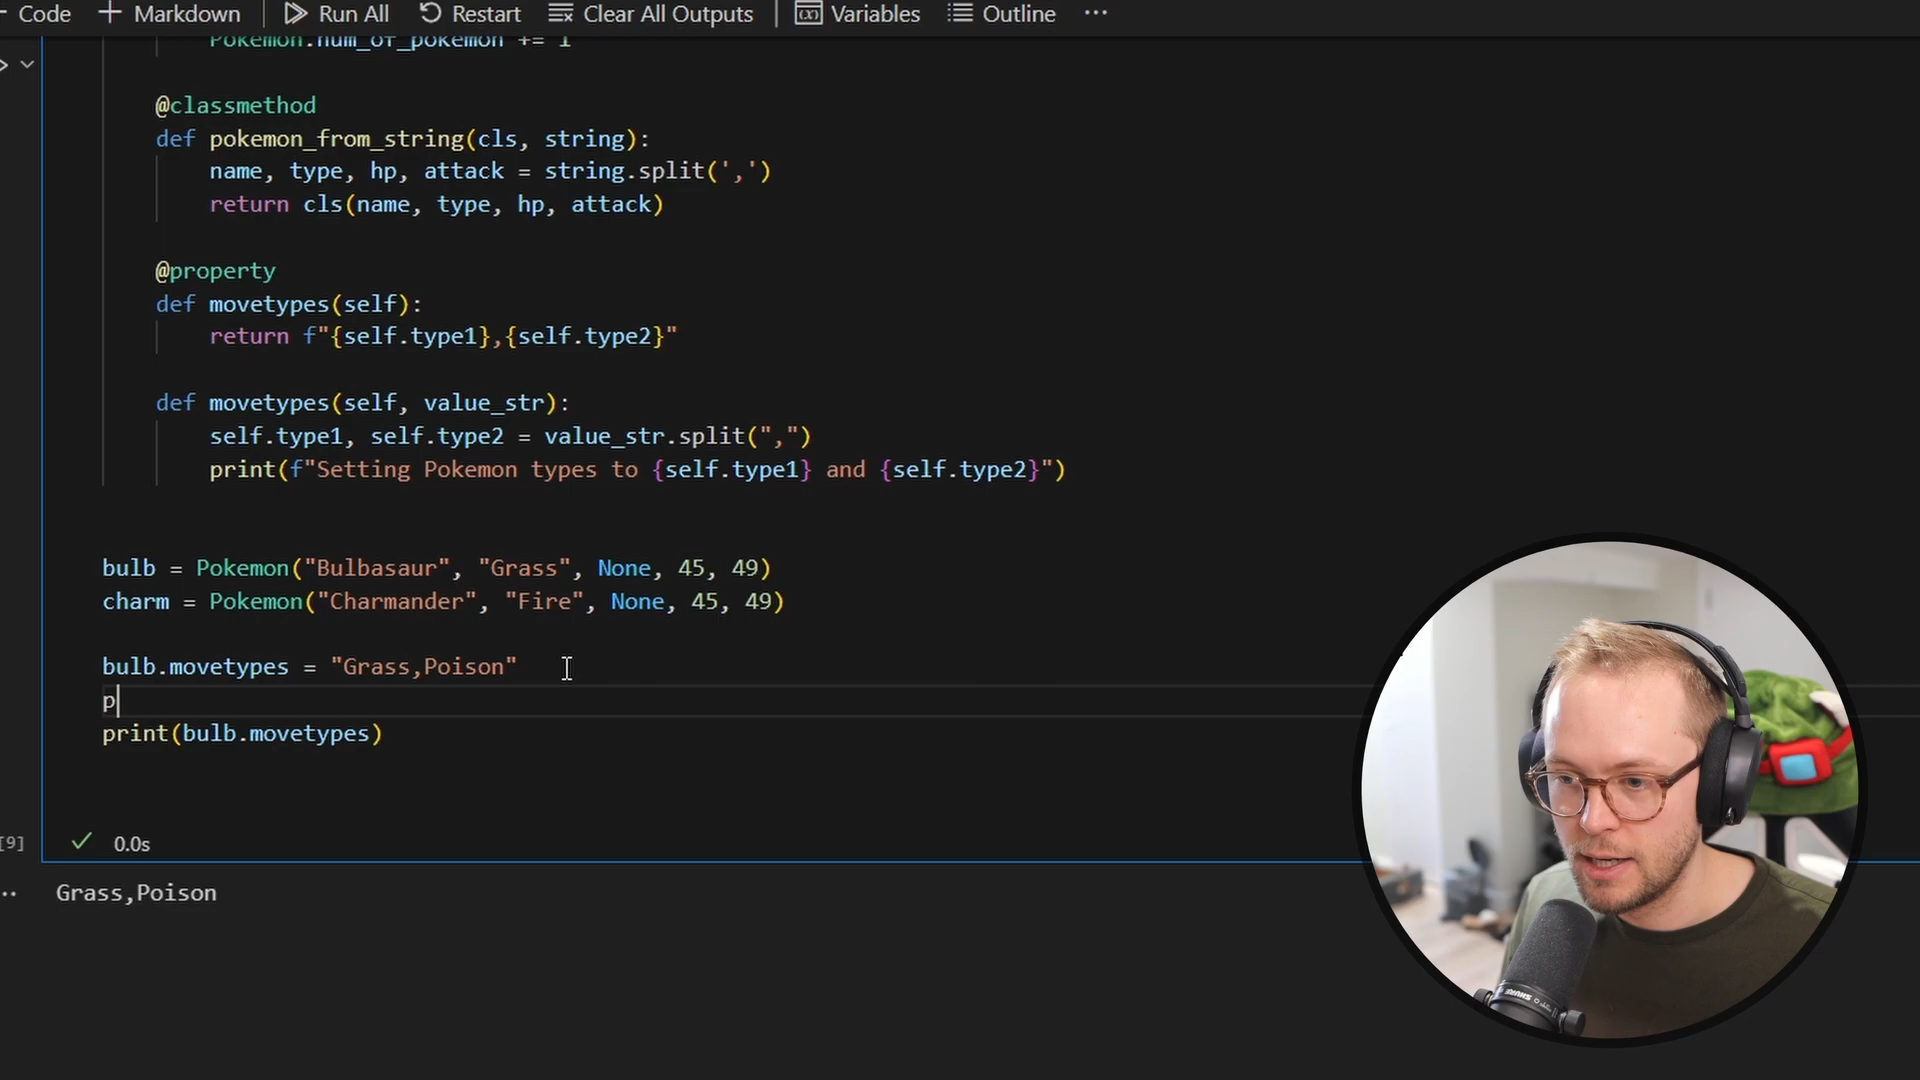 Code + Markdown Run All Restart Clear All Outputs Variables Outline ...
Pokemon.num_of_pokemon += 1
@classmethod
def pokemon_from_string(cls, string):
name, type, hp, attack = string.split(',')
return cls(name, type, hp, attack)
@property
def movetypes(self):
return f"{self.type1},{self.type2}"
def movetypes(self, value_str):
self.type1, self.type2 = value_str.split(",")
print(f"Setting Pokemon types to {self.type1} and {self.type2}")
bulb = Pokemon("Bulbasaur", "Grass", None, 45, 49)
charm = Pokemon("Charmander", "Fire", None, 45, 49)
bulb.movetypes = "Grass,Poison"
p
print(bulb.movetypes)
[9] 0.0s
Grass,Poison